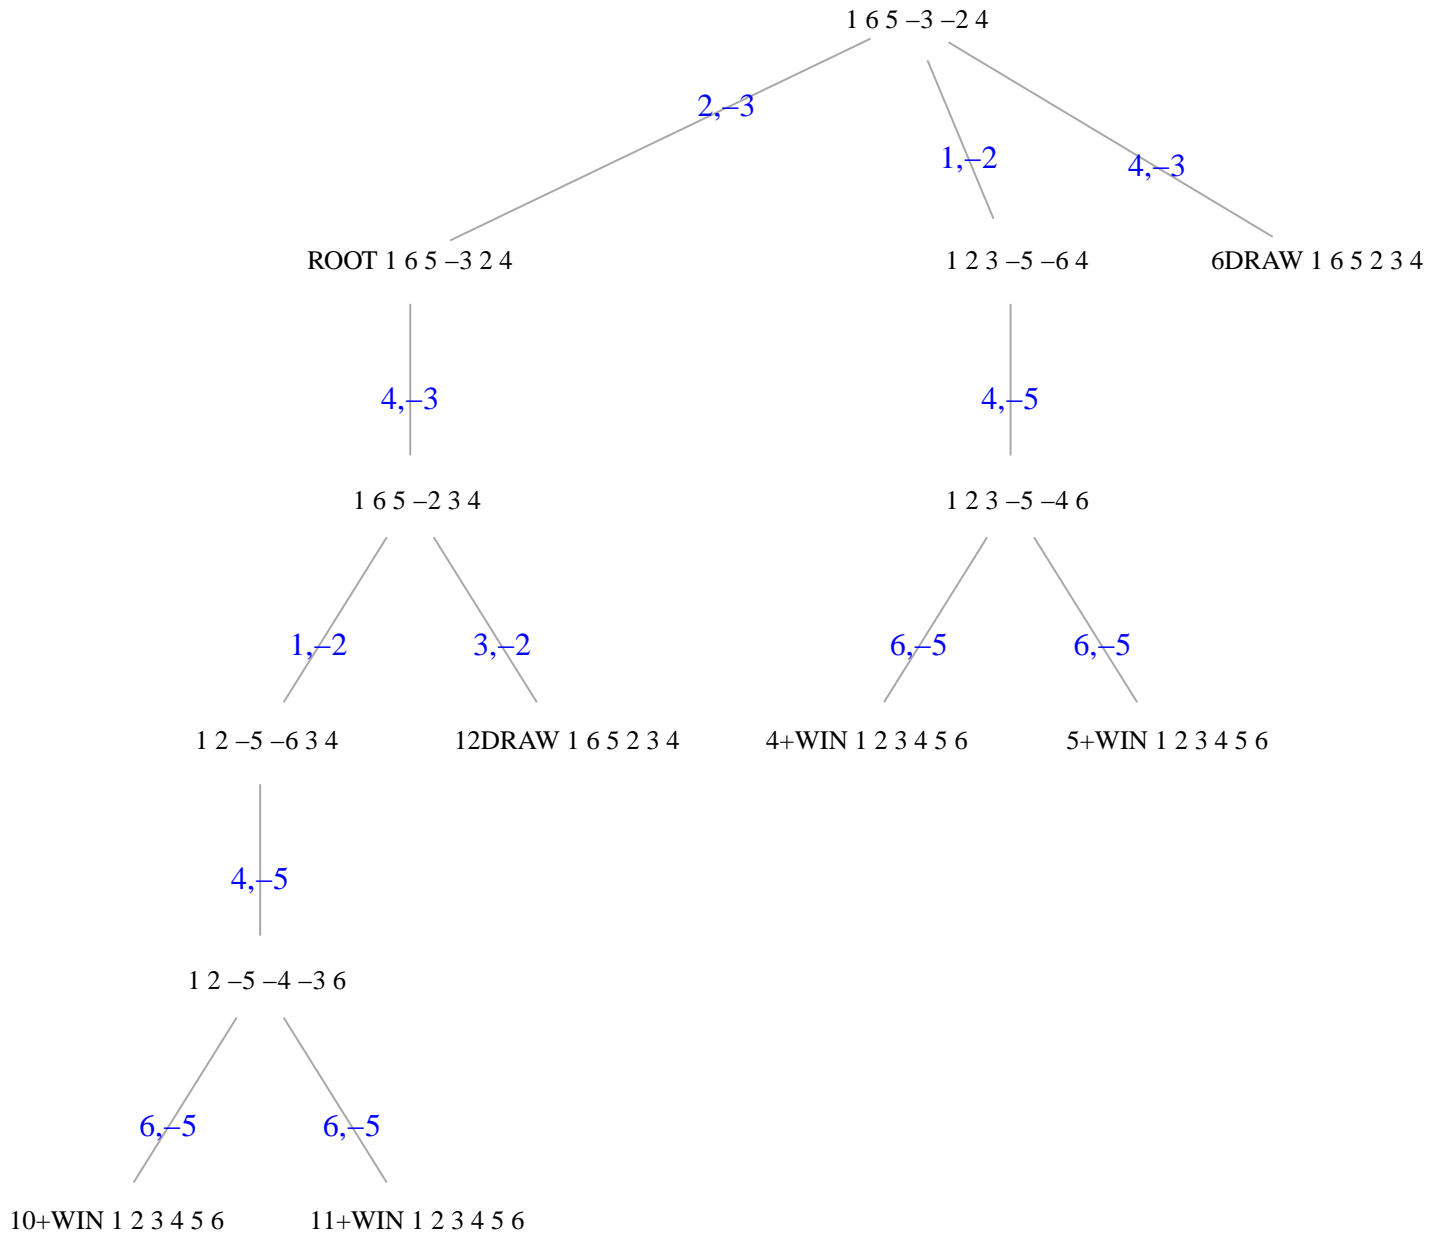 1 6 5 –3 –2 4
2,–3
1,–2
4,–3
ROOT 1 6 5 –3 2 4
1 2 3 –5 –6 4
6DRAW 1 6 5 2 3 4
4,–3
4,–5
1 6 5 –2 3 4
1 2 3 –5 –4 6
1,–2
3,–2
6,–5
6,–5
1 2 –5 –6 3 4
12DRAW 1 6 5 2 3 4
4+WIN 1 2 3 4 5 6
5+WIN 1 2 3 4 5 6
4,–5
1 2 –5 –4 –3 6
6,–5
6,–5
10+WIN 1 2 3 4 5 6
11+WIN 1 2 3 4 5 6